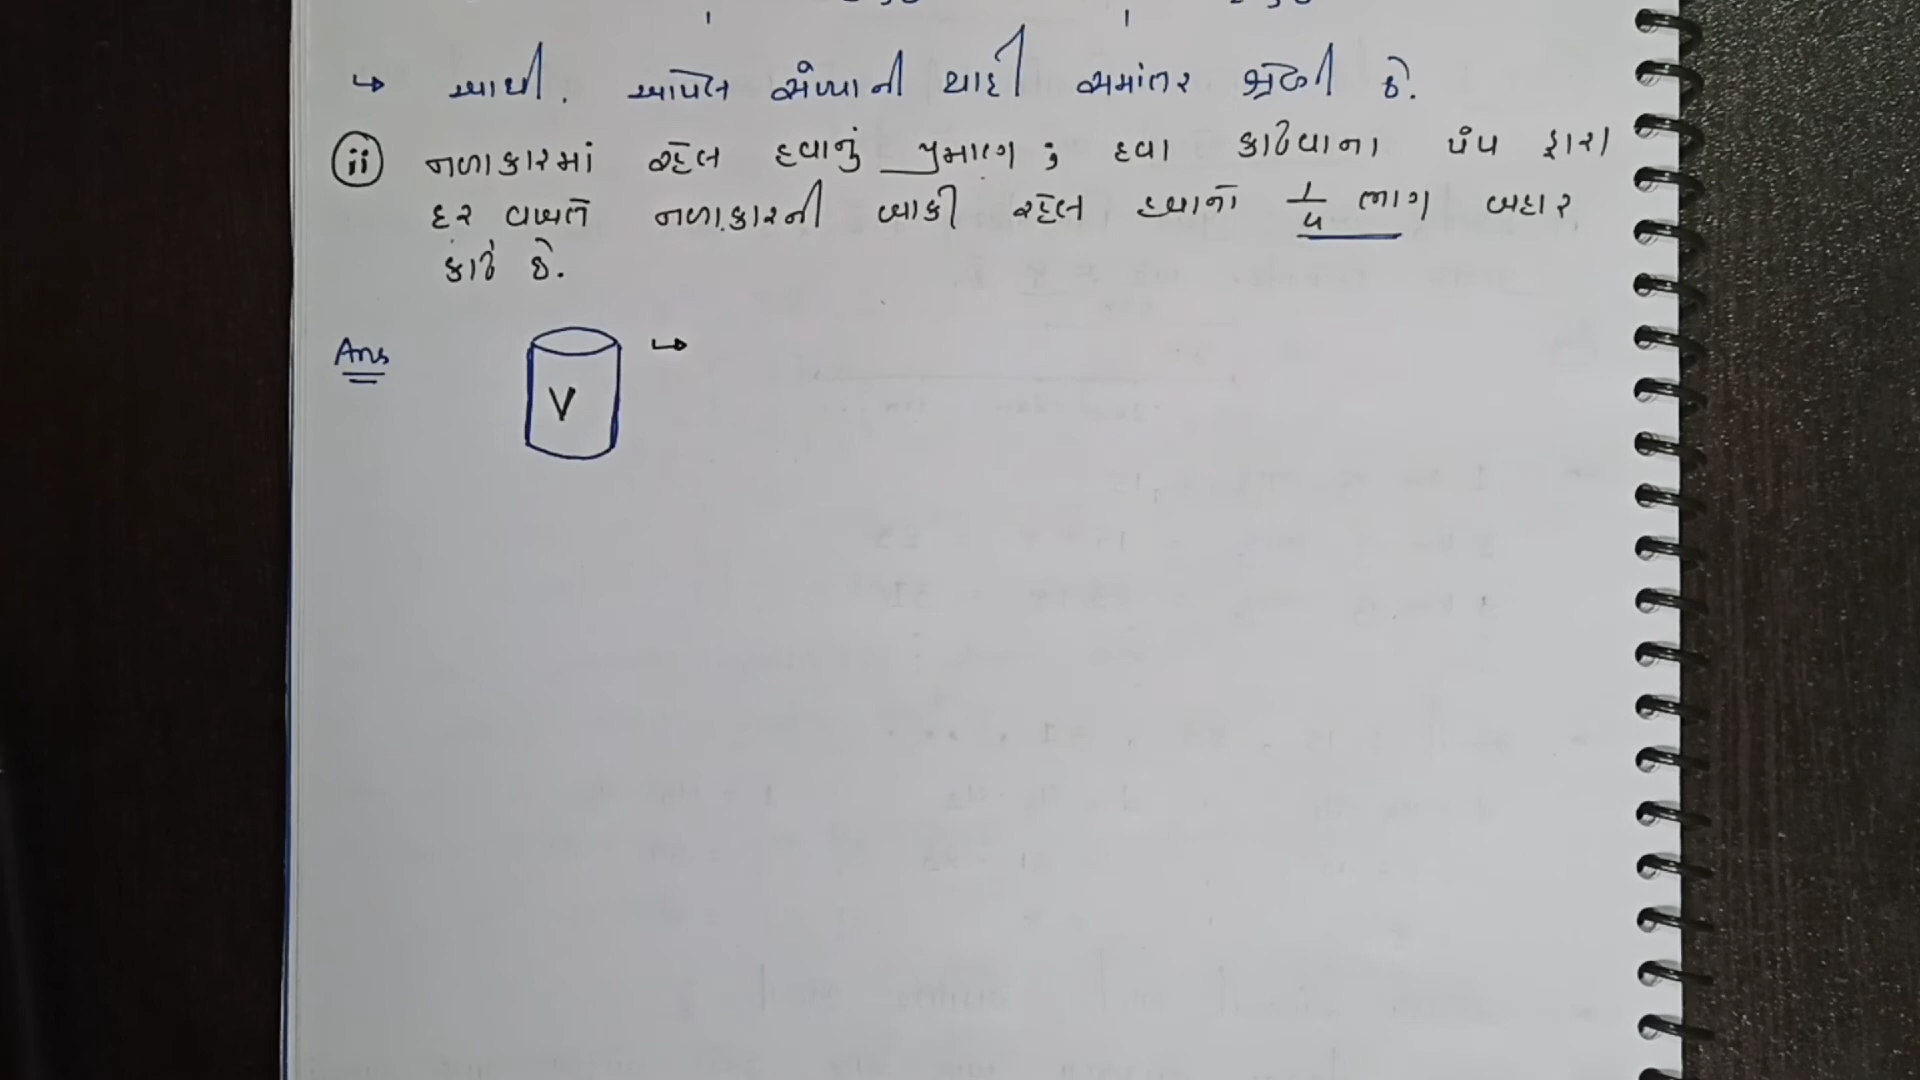 ↳ આથી, આપેલ સંખ્યાની યાદી સમાંતર શ્રેણી છે.
(ii) નળાકારમાં રહેલ હવાનું પ્રમાણ ; હવા કાઢવાના પંપ દ્વારા
દર વખતે નળાકારની બાકી રહેલ હવાનો 1/4 ભાગ બહાર
કાઢે છે.
Ans V ↳